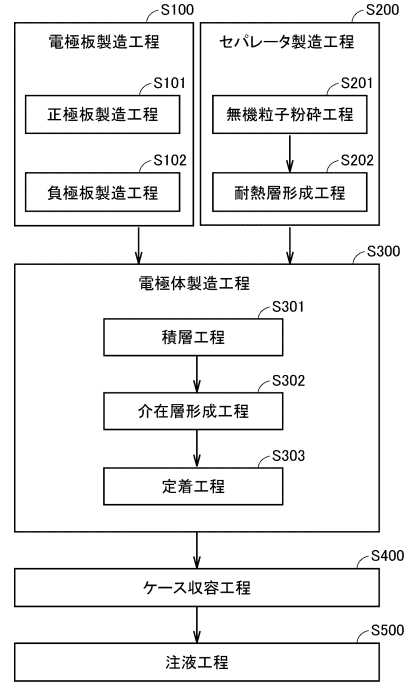 S100
電極板製造工程
S101
正極板製造工程
S102
負極板製造工程
S200
セパレータ製造工程
S201
無機粒子粉砕工程
S202
耐熱層形成工程
S300
電極体製造工程
S301
積層工程
S302
介在層形成工程
S303
定着工程
S400
ケース収容工程
S500
注液工程